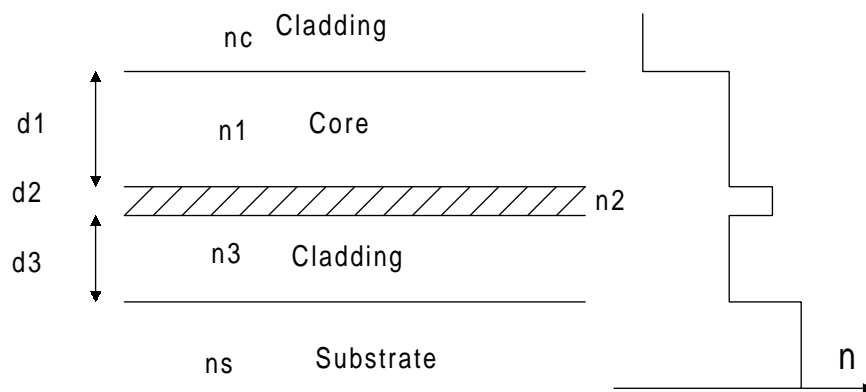 nc Cladding
d1 n1 Core
d2 n2
d3 n3 Cladding
ns Substrate n